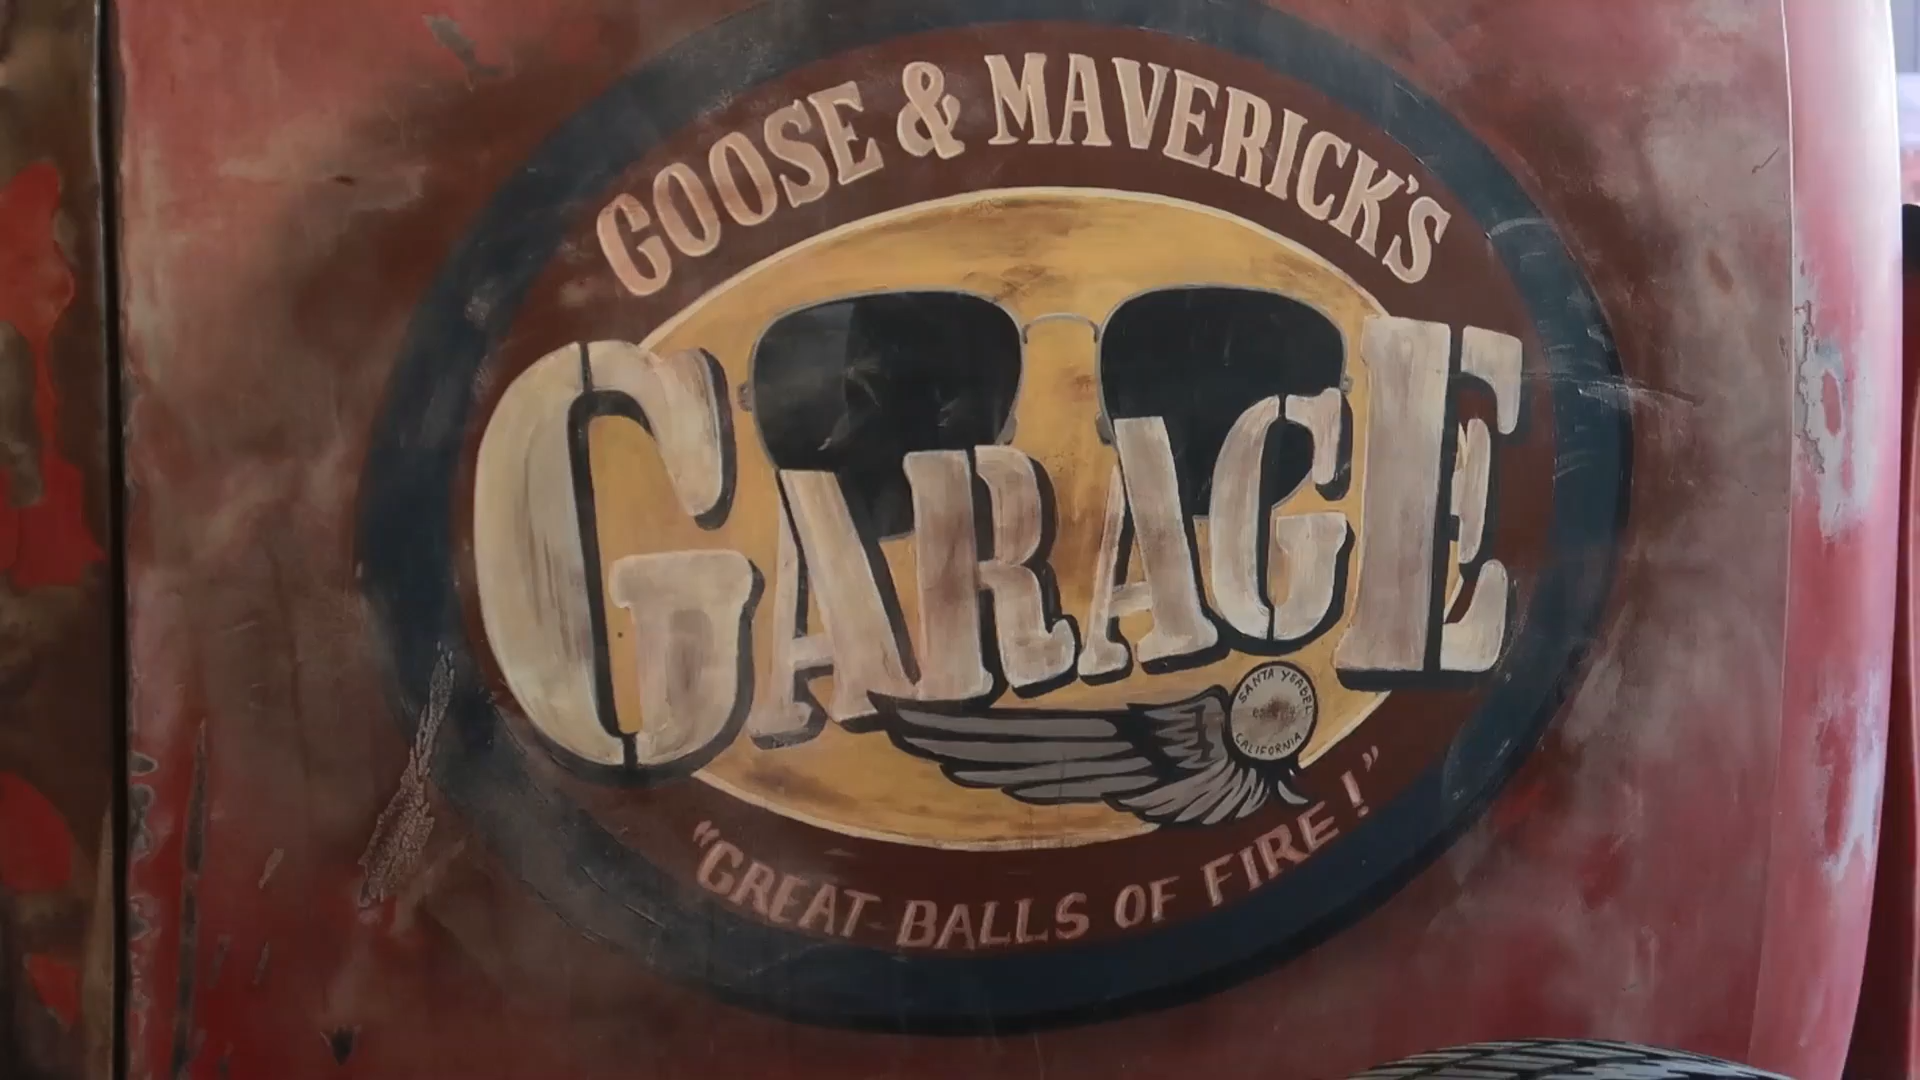 GOOSE & MAVERICK'S
GARAGE
SANTA YSABEL
CALIFORNIA
"GREAT BALLS OF FIRE!"